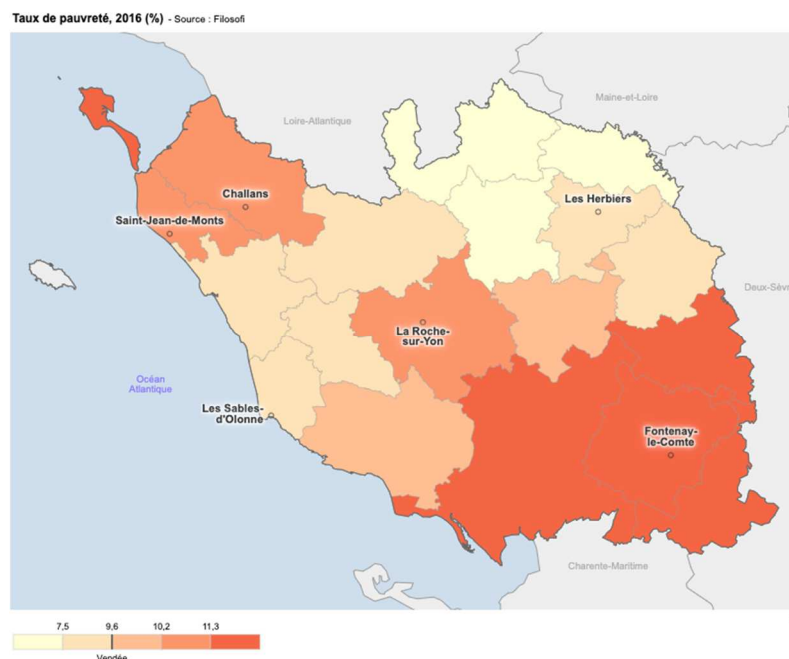 Taux de pauvreté, 2016 (%) - Source : Filosofi
Maine-et-Loire
Loire-Atlantique
Challans
Les Herbiers
Saint-Jean-de-Monts
Deux-Sèvr
La Roche-
sur-Yon
Océan
Atlantique
Les Sables-
d'Olonne
Fontenay-
le-Comte
Charente-Maritime
7,5 9,6 10,2 11,3
Vendée